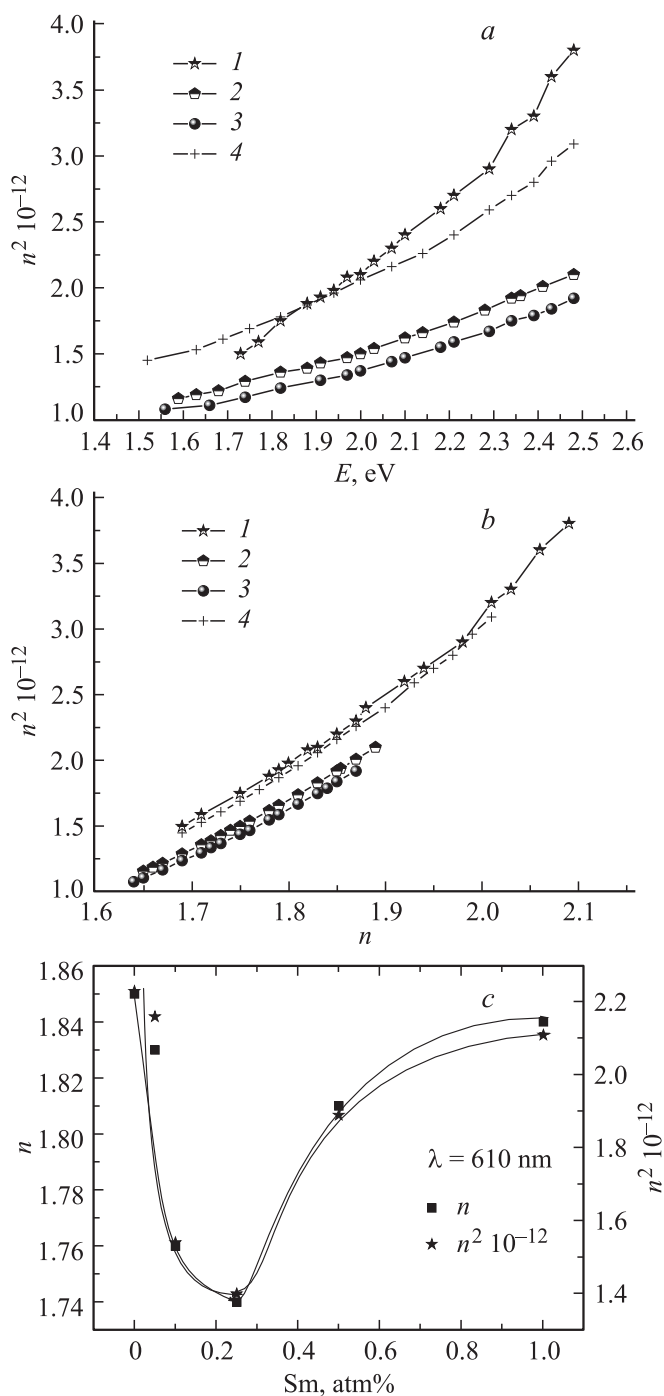 a
4.0
3.5
3.0
2.5
2.0
1.5
1.0
n² 10⁻¹²
1
2
3
4
1.4 1.5 1.6 1.7 1.8 1.9 2.0 2.1 2.2 2.3 2.4 2.5 2.6
E, eV
b
4.0
3.5
3.0
2.5
2.0
1.5
1.0
n² 10⁻¹²
1
2
3
4
1.6 1.7 1.8 1.9 2.0 2.1
n
c
1.86
1.84
1.82
1.80
1.78
1.76
1.74
n
2.2
2.0
1.8
1.6
1.4
n² 10⁻¹²
λ = 610 nm
n
n² 10⁻¹²
0 0.2 0.4 0.6 0.8 1.0
Sm, atm%